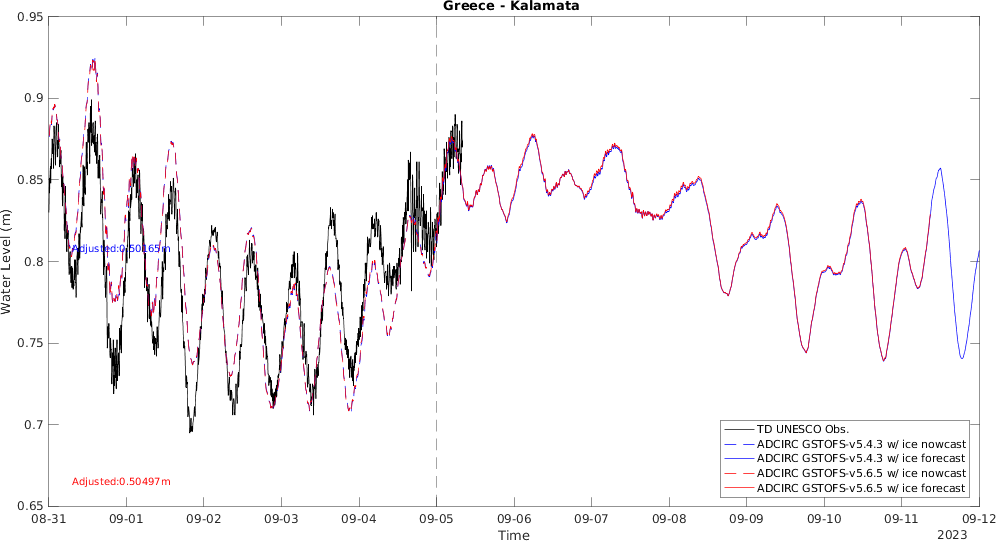 Greece - Kalamata
0.95
0.9
0.85
0.8
0.75
0.7
0.65
Water Level (m)
Adjusted:0.50165m
Adjusted:0.50497m
TD UNESCO Obs.
ADCIRC GSTOFS-v5.4.3 w/ ice nowcast
ADCIRC GSTOFS-v5.4.3 w/ ice forecast
ADCIRC GSTOFS-v5.6.5 w/ ice nowcast
ADCIRC GSTOFS-v5.6.5 w/ ice forecast
08-31 09-01 09-02 09-03 09-04 09-05 09-06 09-07 09-08 09-09 09-10 09-11 09-12
Time
2023